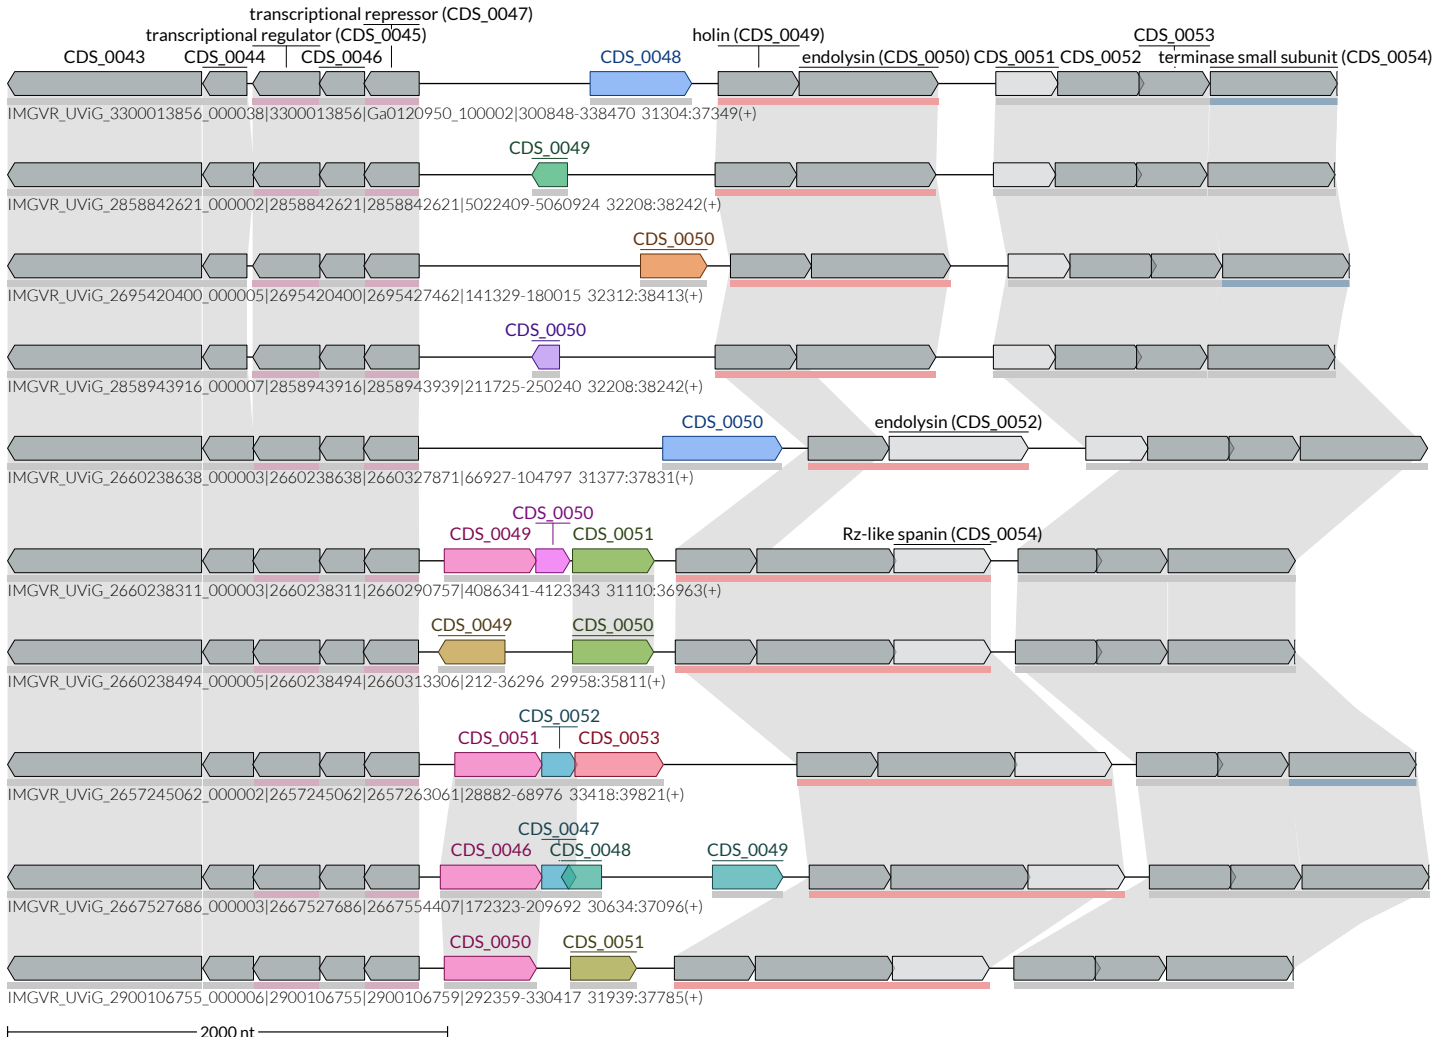 transcriptional repressor (CDS_0047)
transcriptional regulator (CDS_0045) CDS_0053
CDS_0043 CDS_0044 CDS_0046 CDS_0048 holin (CDS_0049) endolysin (CDS_0050) CDS_0051 CDS_0052 terminase small subunit (CDS_0054)
IMGVR_UViG_3300013856_000038|3300013856|Ga0120950_100002|300848-338470 31304:37349(+)
CDS_0049
IMGVR_UViG_2858842621_000002|2858842621|2858842621|5022409-5060924 32208:38242(+)
CDS_0050
IMGVR_UViG_2695420400_000005|2695420400|2695427462|141329-180015 32312:38413(+)
CDS_0050
IMGVR_UViG_2858943916_000007|2858943916|2858943939|211725-250240 32208:38242(+)
CDS_0050 endolysin (CDS_0052)
IMGVR_UViG_2660238638_000003|2660238638|2660327871|66927-104797 31377:37831(+)
CDS_0050
CDS_0049 CDS_0051 Rz-like spanin (CDS_0054)
IMGVR_UViG_2660238311_000003|2660238311|2660290757|4086341-4123343 31110:36963(+)
CDS_0049 CDS_0050
IMGVR_UViG_2660238494_000005|2660238494|2660313306|212-36296 29958:35811(+)
CDS_0052
CDS_0051 CDS_0053
IMGVR_UViG_2657245062_000002|2657245062|2657263061|28882-68976 33418:39821(+)
CDS_0047
CDS_0046 CDS_0048 CDS_0049
IMGVR_UViG_2667527686_000003|2667527686|2667554407|172323-209692 30634:37096(+)
CDS_0050 CDS_0051
IMGVR_UViG_2900106755_000006|2900106755|2900106759|292359-330417 31939:37785(+)
2000 nt